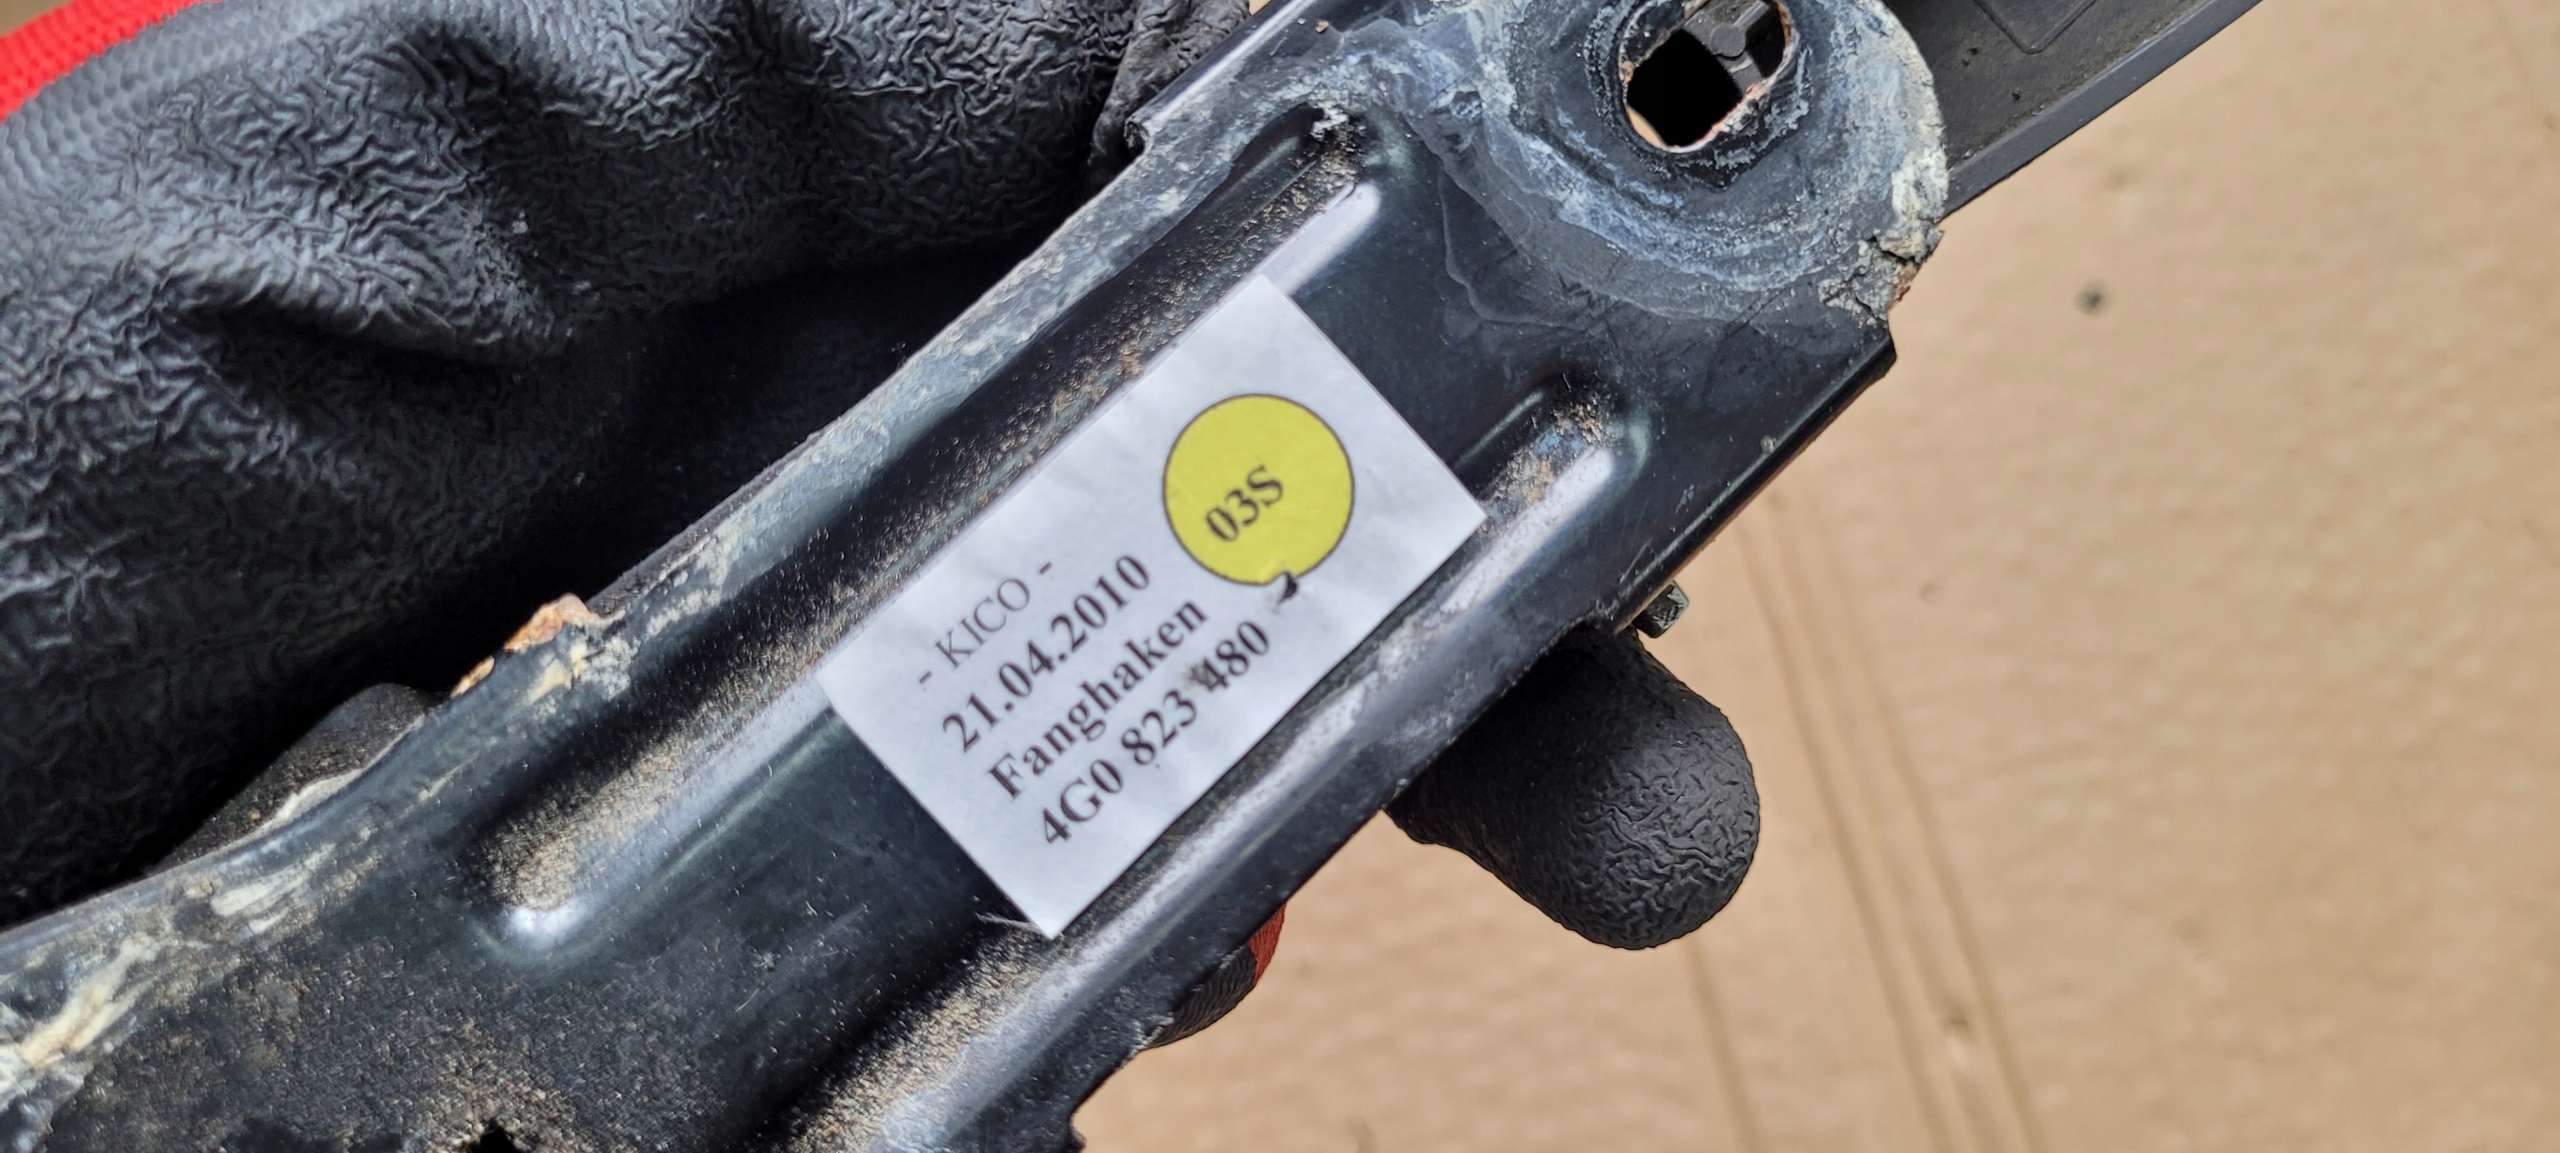 03S
- KICO -
21.04.2010
Fanghaken
4G0 823 480